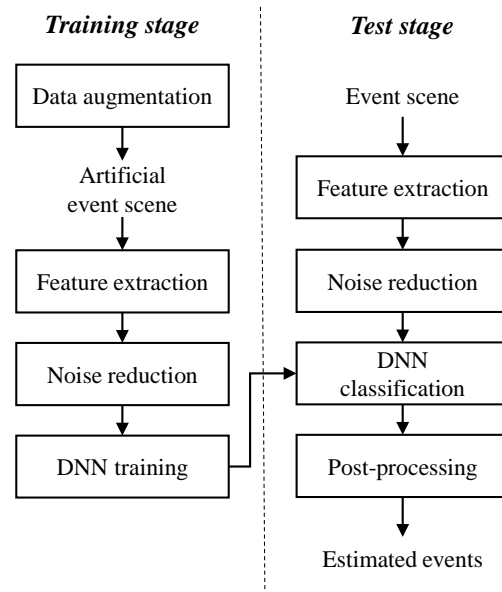 Training stage
Data augmentation
Artificial
event scene
Feature extraction
Noise reduction
DNN training
Test stage
Event scene
Feature extraction
Noise reduction
DNN
classification
Post-processing
Estimated events